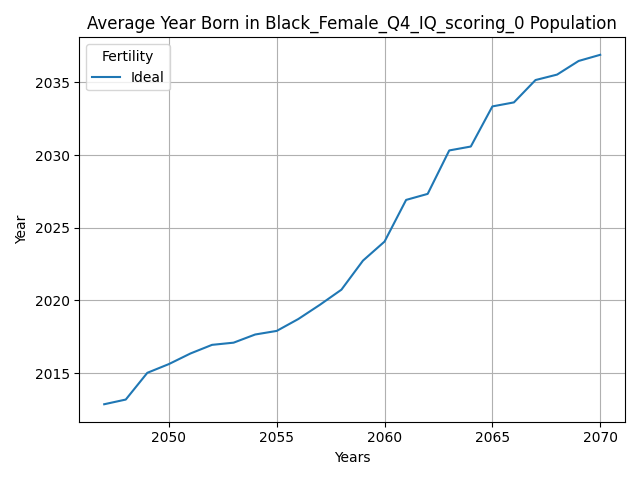 Average Year Born in Black_Female_Q4_IQ_scoring_0 Population
Fertility
Ideal
2035
2030
2025
2020
2015
Year
2050 2055 2060 2065 2070
Years